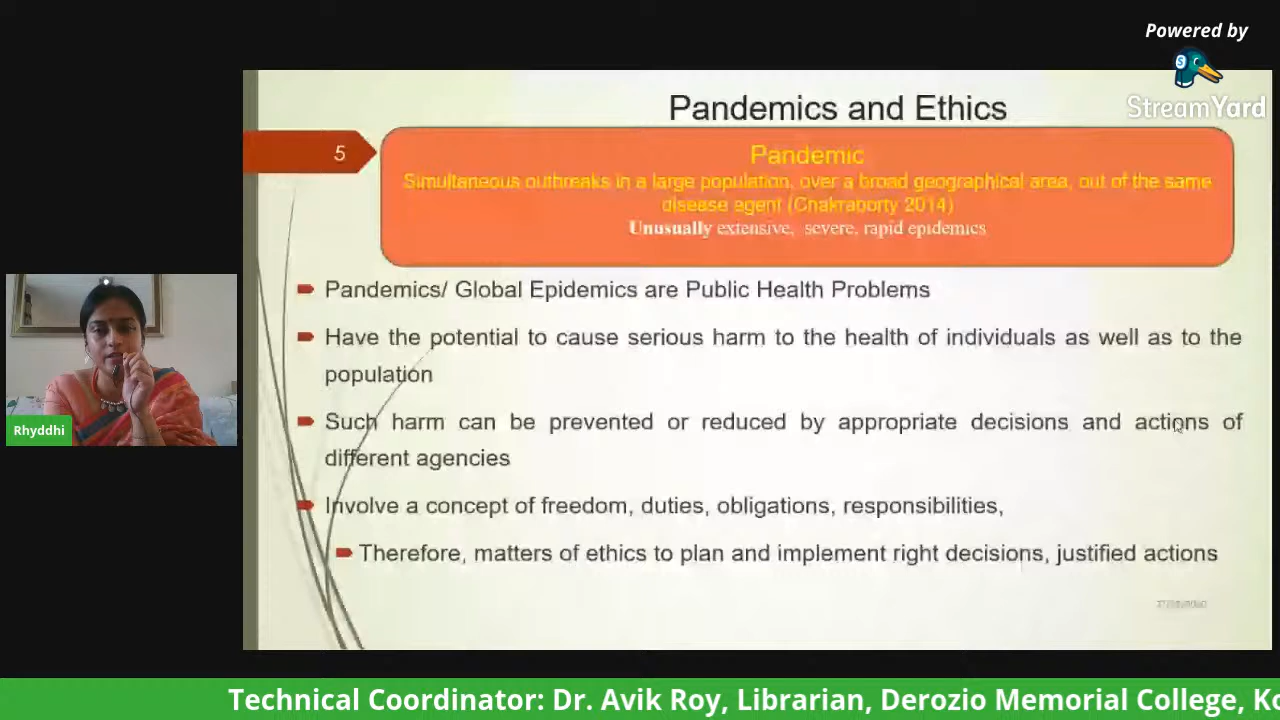 Powered by
StreamYard
Pandemics and Ethics
5
Pandemic
Simultaneous outbreaks in a large population, over a broad geographical area, out of the same
disease agent (Chakraborty 2014)
Unusually extensive, severe, rapid epidemics
Pandemics/ Global Epidemics are Public Health Problems
Have the potential to cause serious harm to the health of individuals as well as to the
population
Such harm can be prevented or reduced by appropriate decisions and actions of
different agencies
Involve a concept of freedom, duties, obligations, responsibilities,
Therefore, matters of ethics to plan and implement right decisions, justified actions
Rhyddhi
Technical Coordinator: Dr. Avik Roy, Librarian, Derozio Memorial College, Ko